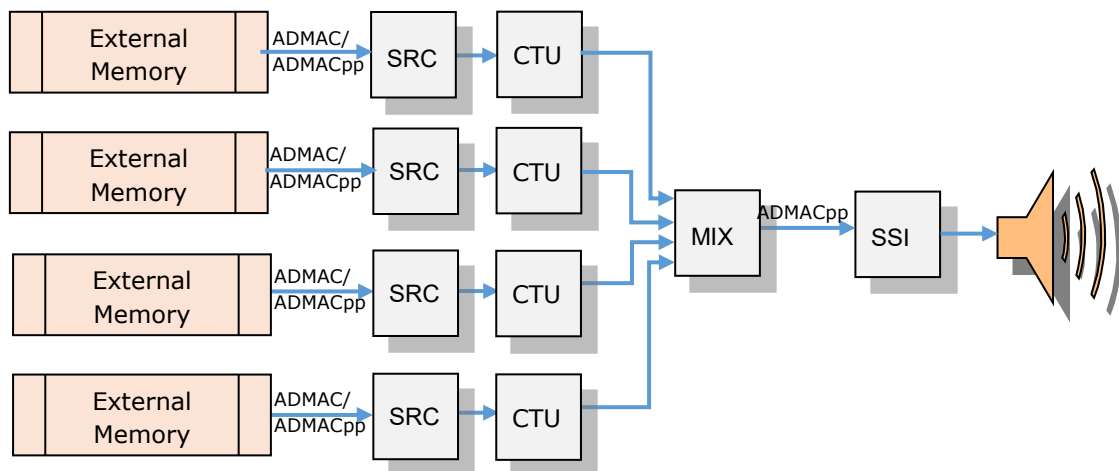 External
Memory
ADMAC/
ADMACpp
SRC
CTU
External
Memory
ADMAC/
ADMACpp
SRC
CTU
MIX
ADMACpp
SSI
External
Memory
ADMAC/
ADMACpp
SRC
CTU
External
Memory
ADMAC/
ADMACpp
SRC
CTU